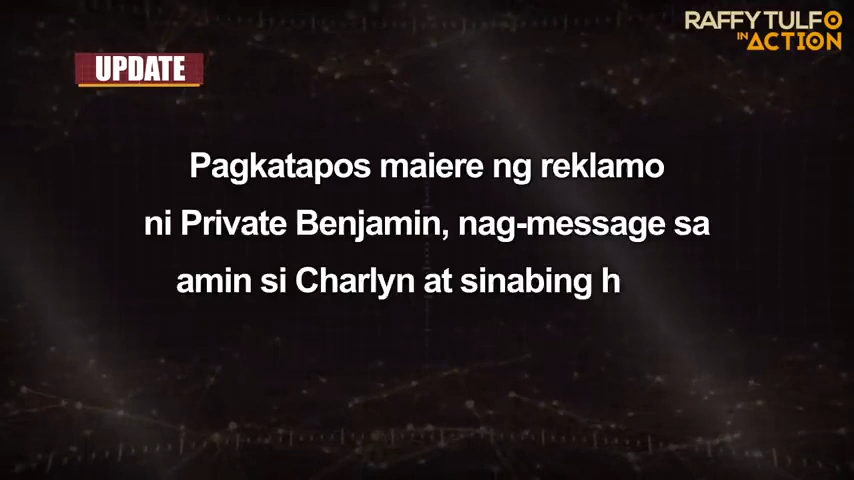 RAFFY TULFO
IN ACTION
UPDATE
Pagkatapos maiere ng reklamo
ni Private Benjamin, nag-message sa
amin si Charlyn at sinabing h